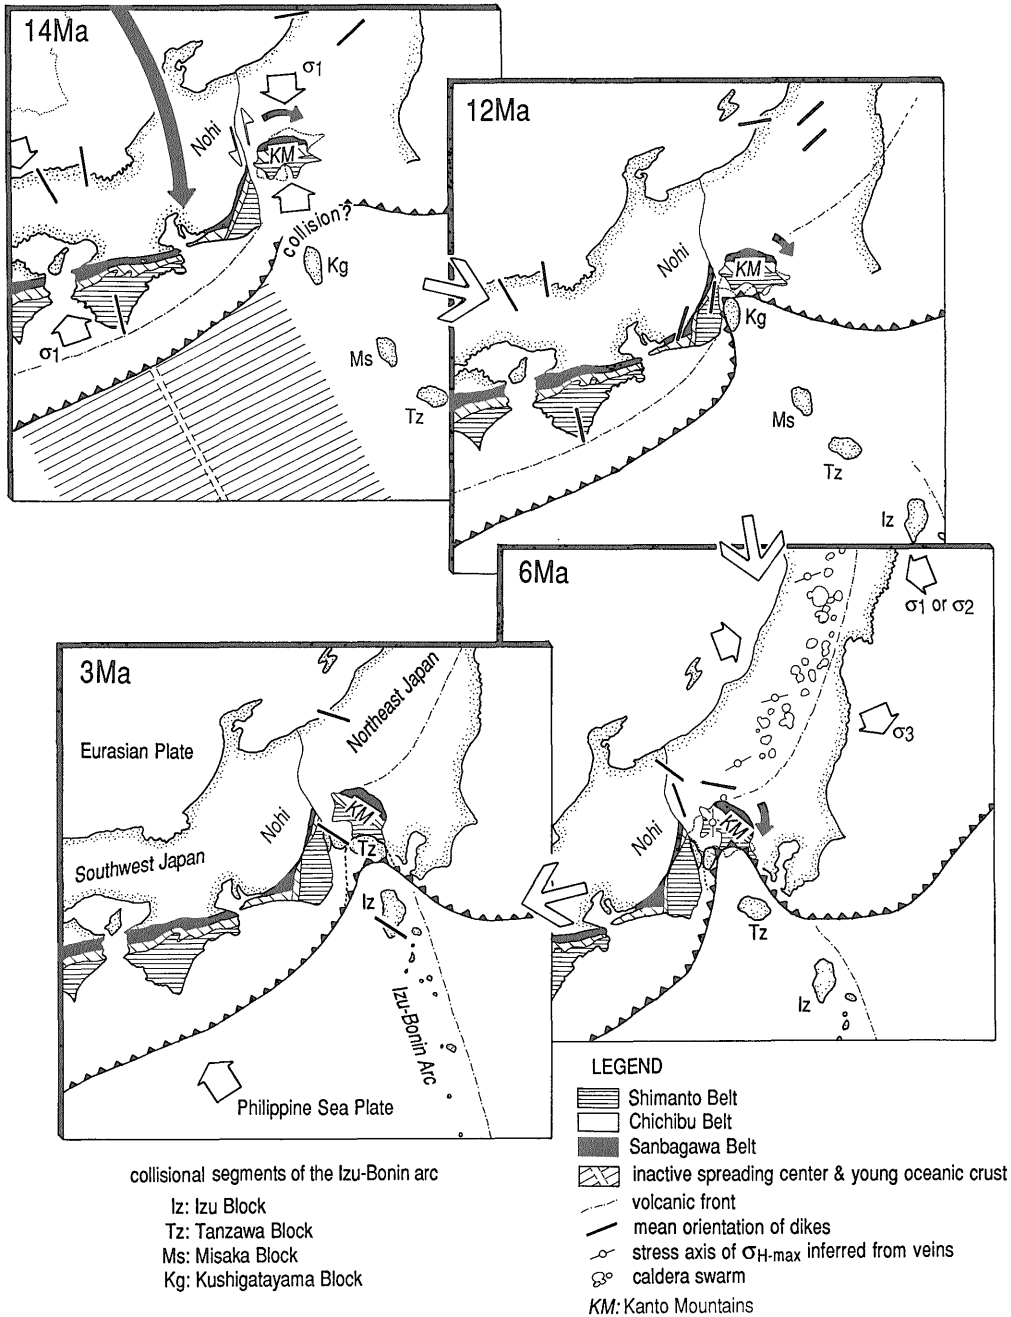 14Ma
σ1
Nohi
KM
collision?
Kg
σ1
Ms
Tz
12Ma
Nohi
KM
Kg
Ms
Tz
Iz
6Ma
σ1 or σ2
σ3
Nohi
KM
Tz
Iz
3Ma
Northeast Japan
Eurasian Plate
Nohi
KM
Tz
Southwest Japan
Iz
Izu-Bonin Arc
Philippine Sea Plate
LEGEND
Shimanto Belt
Chichibu Belt
Sanbagawa Belt
inactive spreading center & young oceanic crust
volcanic front
mean orientation of dikes
stress axis of σH-max inferred from veins
caldera swarm
KM: Kanto Mountains
collisional segments of the Izu-Bonin arc
Iz: Izu Block
Tz: Tanzawa Block
Ms: Misaka Block
Kg: Kushigatayama Block